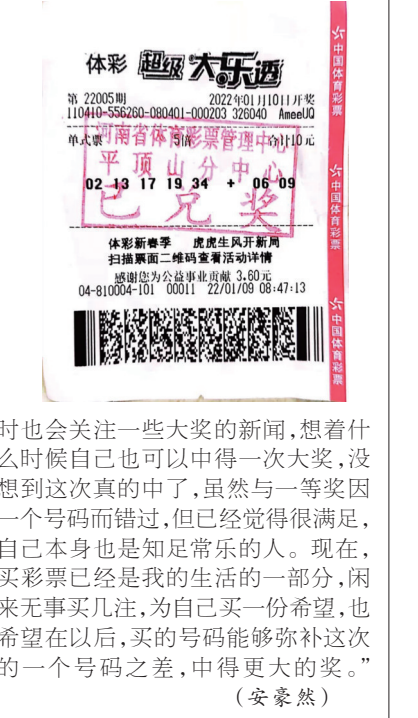 体彩 超级大乐透
第 22005期 2022年01月10日开奖
110410-556260-080401-000203 326040 AmeeUQ
单式票 5倍 合计10元
河南省体育彩票管理中心
平顶山分中心
02 13 17 19 34 + 06 09
已兑奖
体彩新春季 虎虎生风开新局
扫描票面二维码查看活动详情
感谢您为公益事业贡献 3.60元
04-810004-101 00011 22/01/09 08:47:13
中国体育彩票
中国体育彩票
中国体育彩票
时也会关注一些大奖的新闻,想着什
么时候自己也可以中得一次大奖,没
想到这次真的中了,虽然与一等奖因
一个号码而错过,但已经觉得很满足,
自己本身也是知足常乐的人。现在,
买彩票已经是我的生活的一部分,闲
来无事买几注,为自己买一份希望,也
希望在以后,买的号码能够弥补这次
的一个号码之差,中得更大的奖。”
(安豪然)